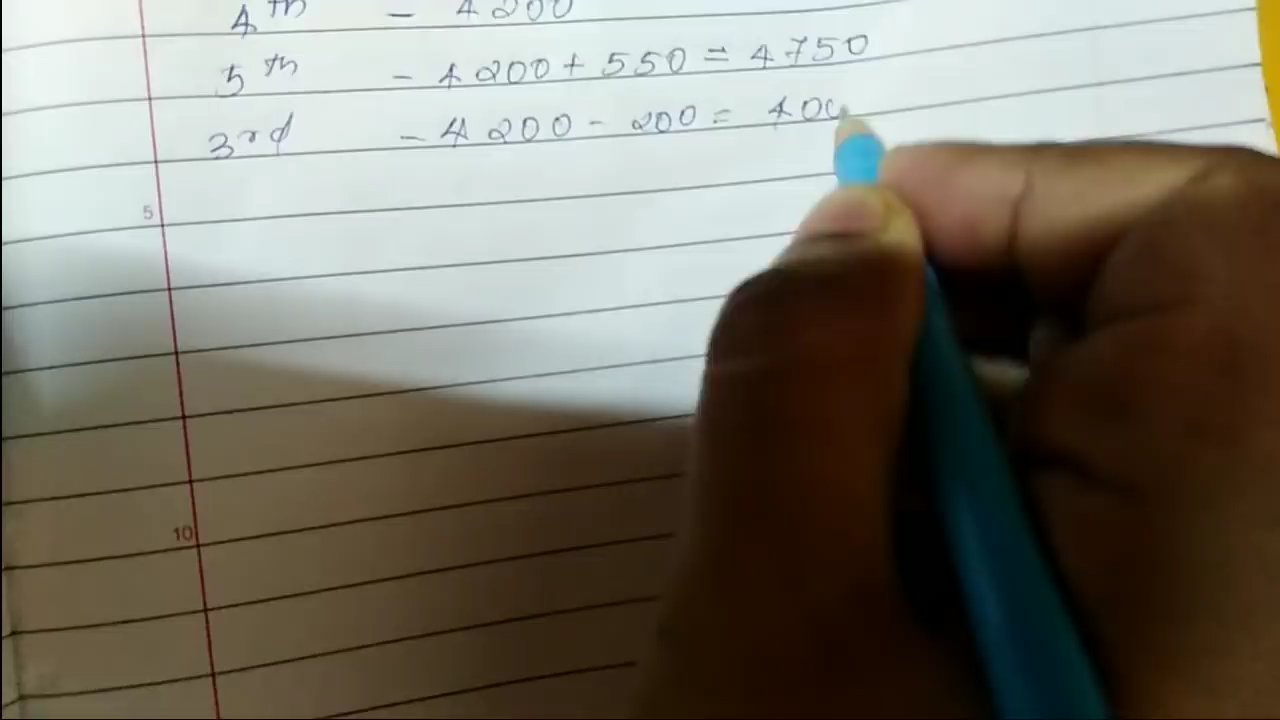 4th - 4200
5th - 4200 + 550 = 4750
3rd - 4200 - 200 = 400
5
10